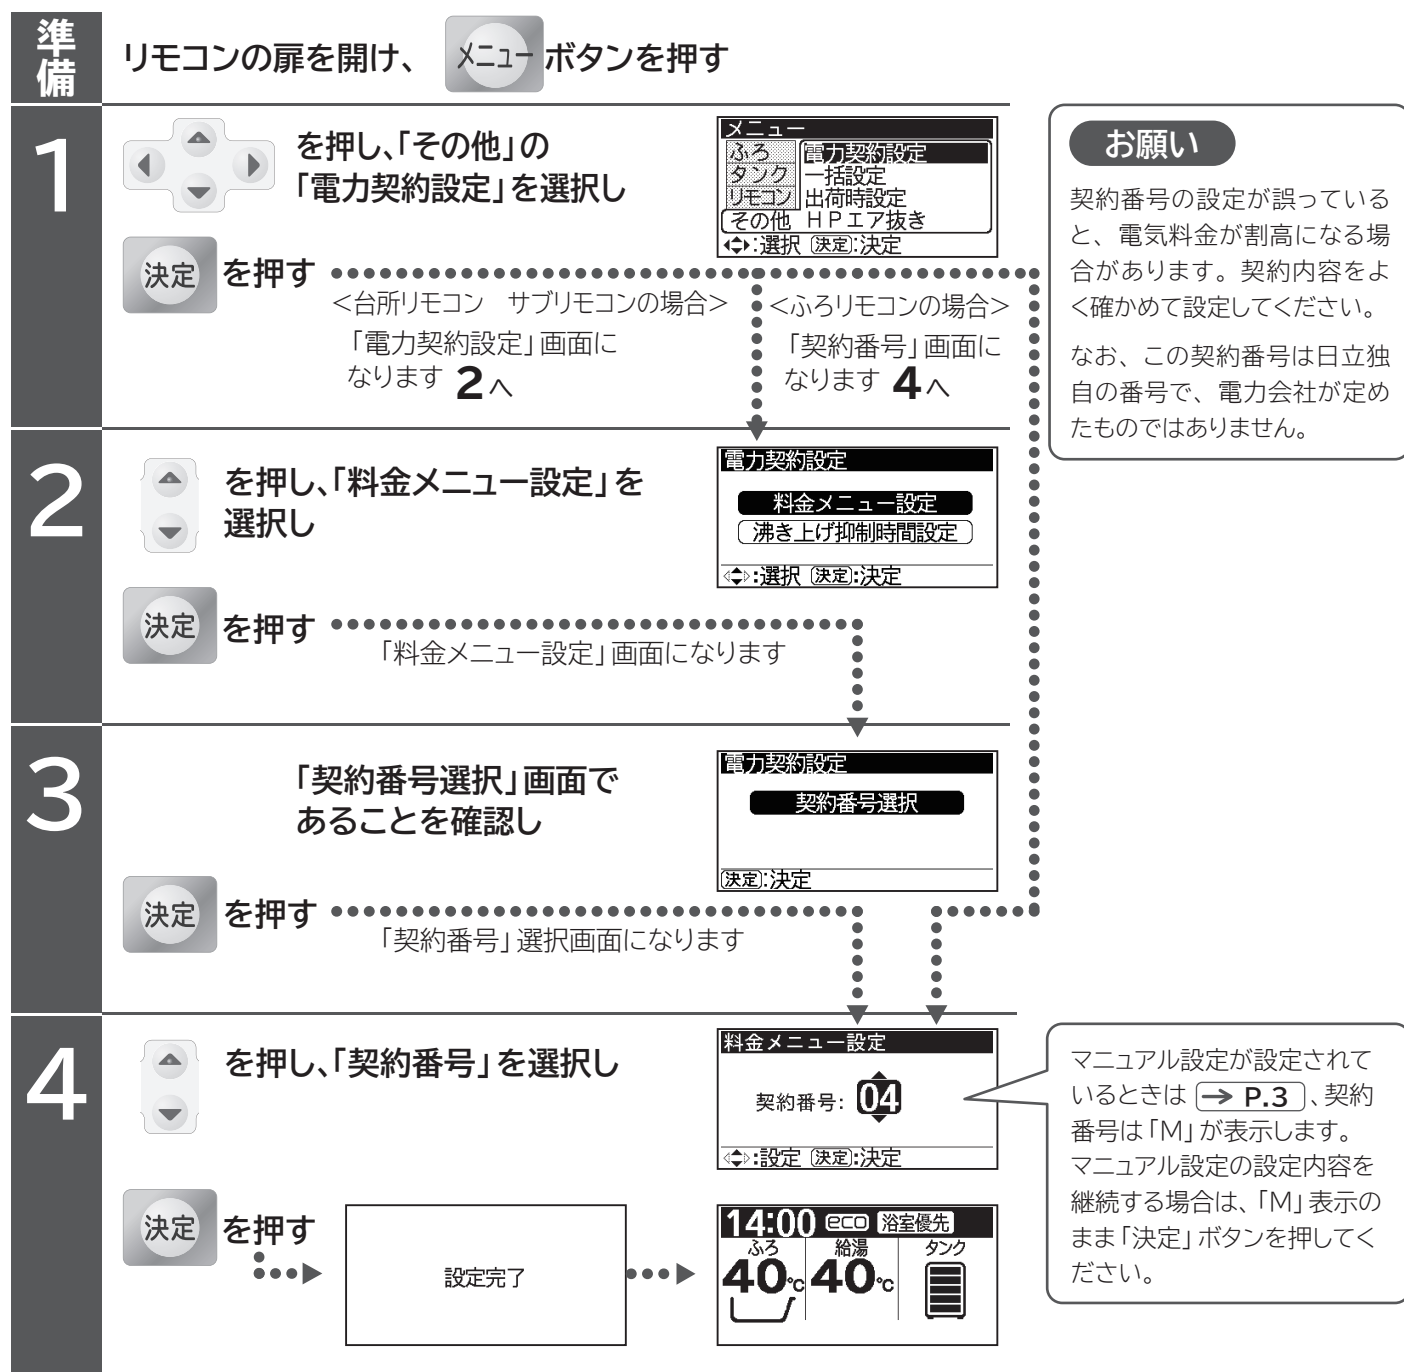 準備
リモコンの扉を開け、 メニュー ボタンを押す
1
を押し、「その他」の
「電力契約設定」を選択し
決定 を押す
メニュー
ふろ 電力契約設定
タンク 一括設定
リモコン 出荷時設定
その他 HPエア抜き
:選択 決定:決定
<台所リモコン サブリモコンの場合>
「電力契約設定」画面に
なります 2へ
<ふろリモコンの場合>
「契約番号」画面に
なります 4へ
お願い
契約番号の設定が誤っている
と、電気料金が割高になる場
合があります。契約内容をよ
く確かめて設定してください。
なお、この契約番号は日立独
自の番号で、電力会社が定め
たものではありません。
2
を押し、「料金メニュー設定」を
選択し
決定 を押す
「料金メニュー設定」画面になります
電力契約設定
料金メニュー設定
沸き上げ抑制時間設定
:選択 決定:決定
3
「契約番号選択」画面で
あることを確認し
決定 を押す
「契約番号」選択画面になります
電力契約設定
契約番号選択
決定:決定
4
を押し、「契約番号」を選択し
決定 を押す
料金メニュー設定
契約番号: 04
:設定 決定:決定
設定完了
14:00 eco 浴室優先
ふろ 給湯 タンク
40℃ 40℃
マニュアル設定が設定されて
いるときは → P.3 、契約
番号は「M」が表示します。
マニュアル設定の設定内容を
継続する場合は、「M」表示の
まま「決定」ボタンを押してく
ださい。